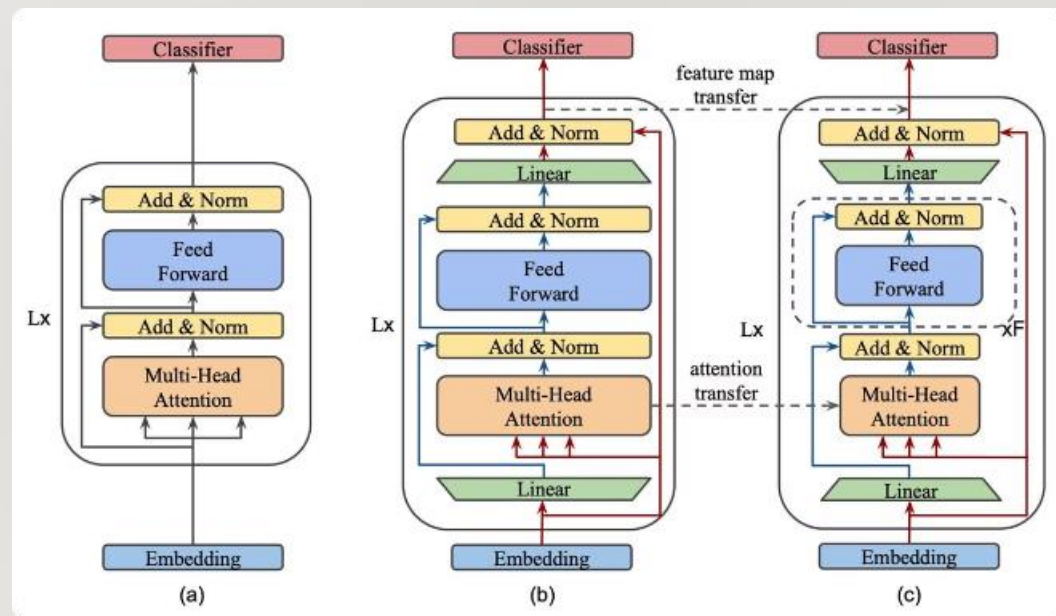 Classifier
Add & Norm
Feed
Forward
Add & Norm
Multi-Head
Attention
Lx
Embedding
(a)
Classifier
Add & Norm
Linear
Add & Norm
Feed
Forward
Add & Norm
Multi-Head
Attention
Linear
Lx
Embedding
(b)
feature map
transfer
attention
transfer
Classifier
Add & Norm
Linear
Add & Norm
Feed
Forward
xF
Add & Norm
Multi-Head
Attention
Linear
Lx
Embedding
(c)